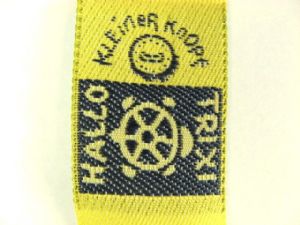 KLEINER KNOPF
HALLO
TRIXI